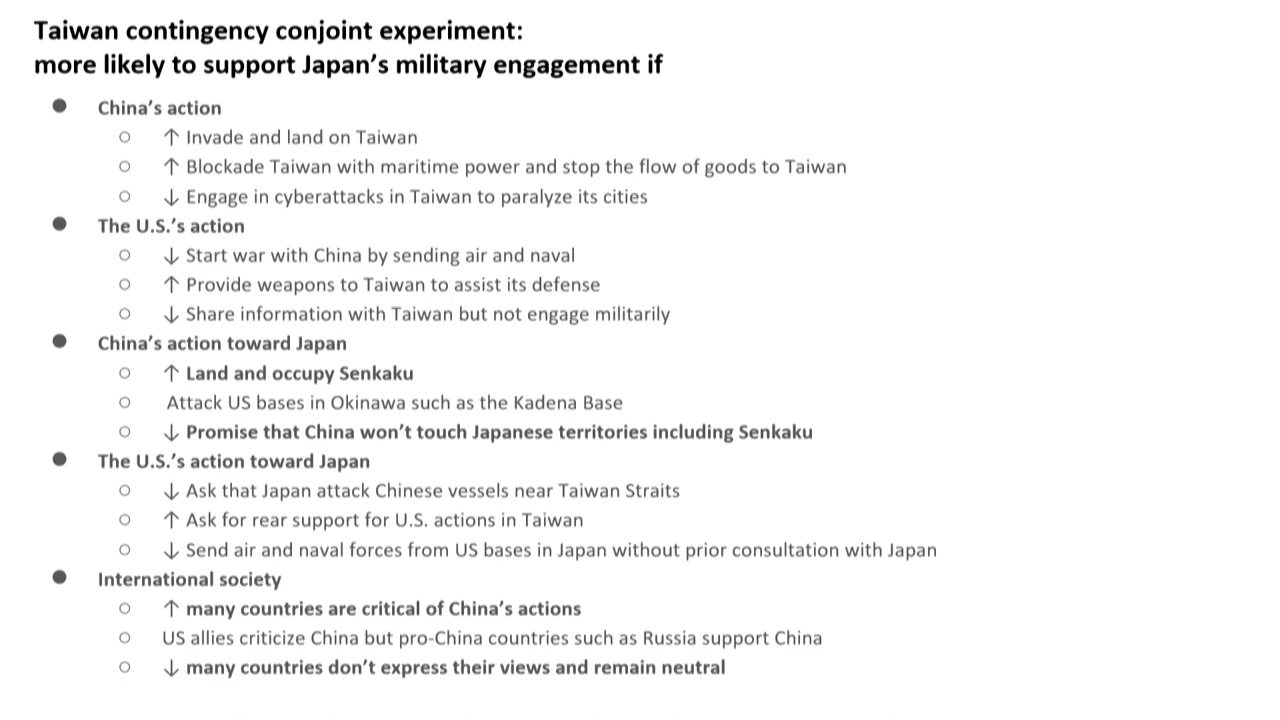 Taiwan contingency conjoint experiment:
more likely to support Japan’s military engagement if
● China’s action
○ ↑ Invade and land on Taiwan
○ ↑ Blockade Taiwan with maritime power and stop the flow of goods to Taiwan
○ ↓ Engage in cyberattacks in Taiwan to paralyze its cities
● The U.S.’s action
○ ↓ Start war with China by sending air and naval
○ ↑ Provide weapons to Taiwan to assist its defense
○ ↓ Share information with Taiwan but not engage militarily
● China’s action toward Japan
○ ↑ Land and occupy Senkaku
○ Attack US bases in Okinawa such as the Kadena Base
○ ↓ Promise that China won’t touch Japanese territories including Senkaku
● The U.S.’s action toward Japan
○ ↓ Ask that Japan attack Chinese vessels near Taiwan Straits
○ ↑ Ask for rear support for U.S. actions in Taiwan
○ ↓ Send air and naval forces from US bases in Japan without prior consultation with Japan
● International society
○ ↑ many countries are critical of China’s actions
○ US allies criticize China but pro-China countries such as Russia support China
○ ↓ many countries don’t express their views and remain neutral